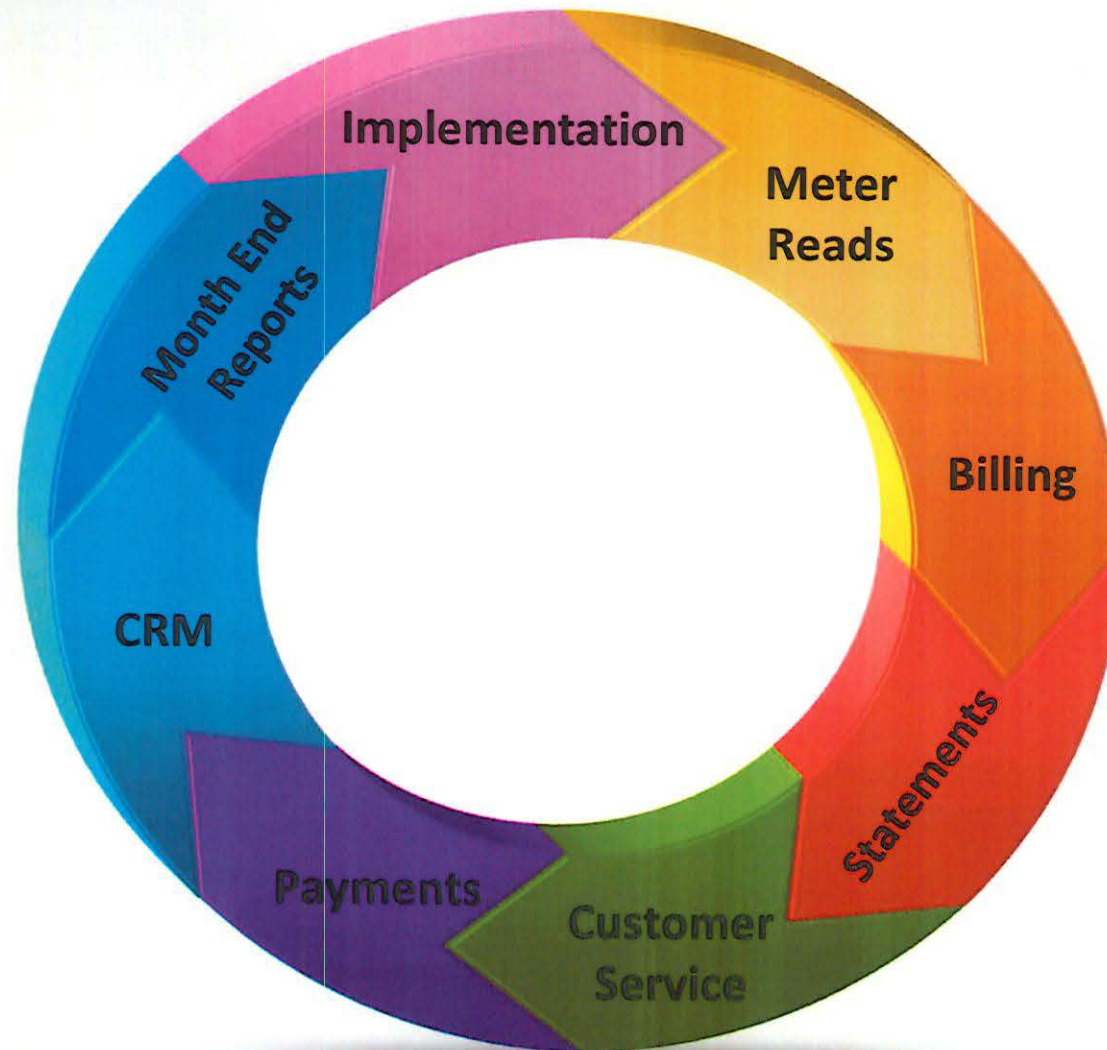 Implementation
Meter
Reads
Billing
Statements
Customer
Service
Payments
CRM
Month End
Reports